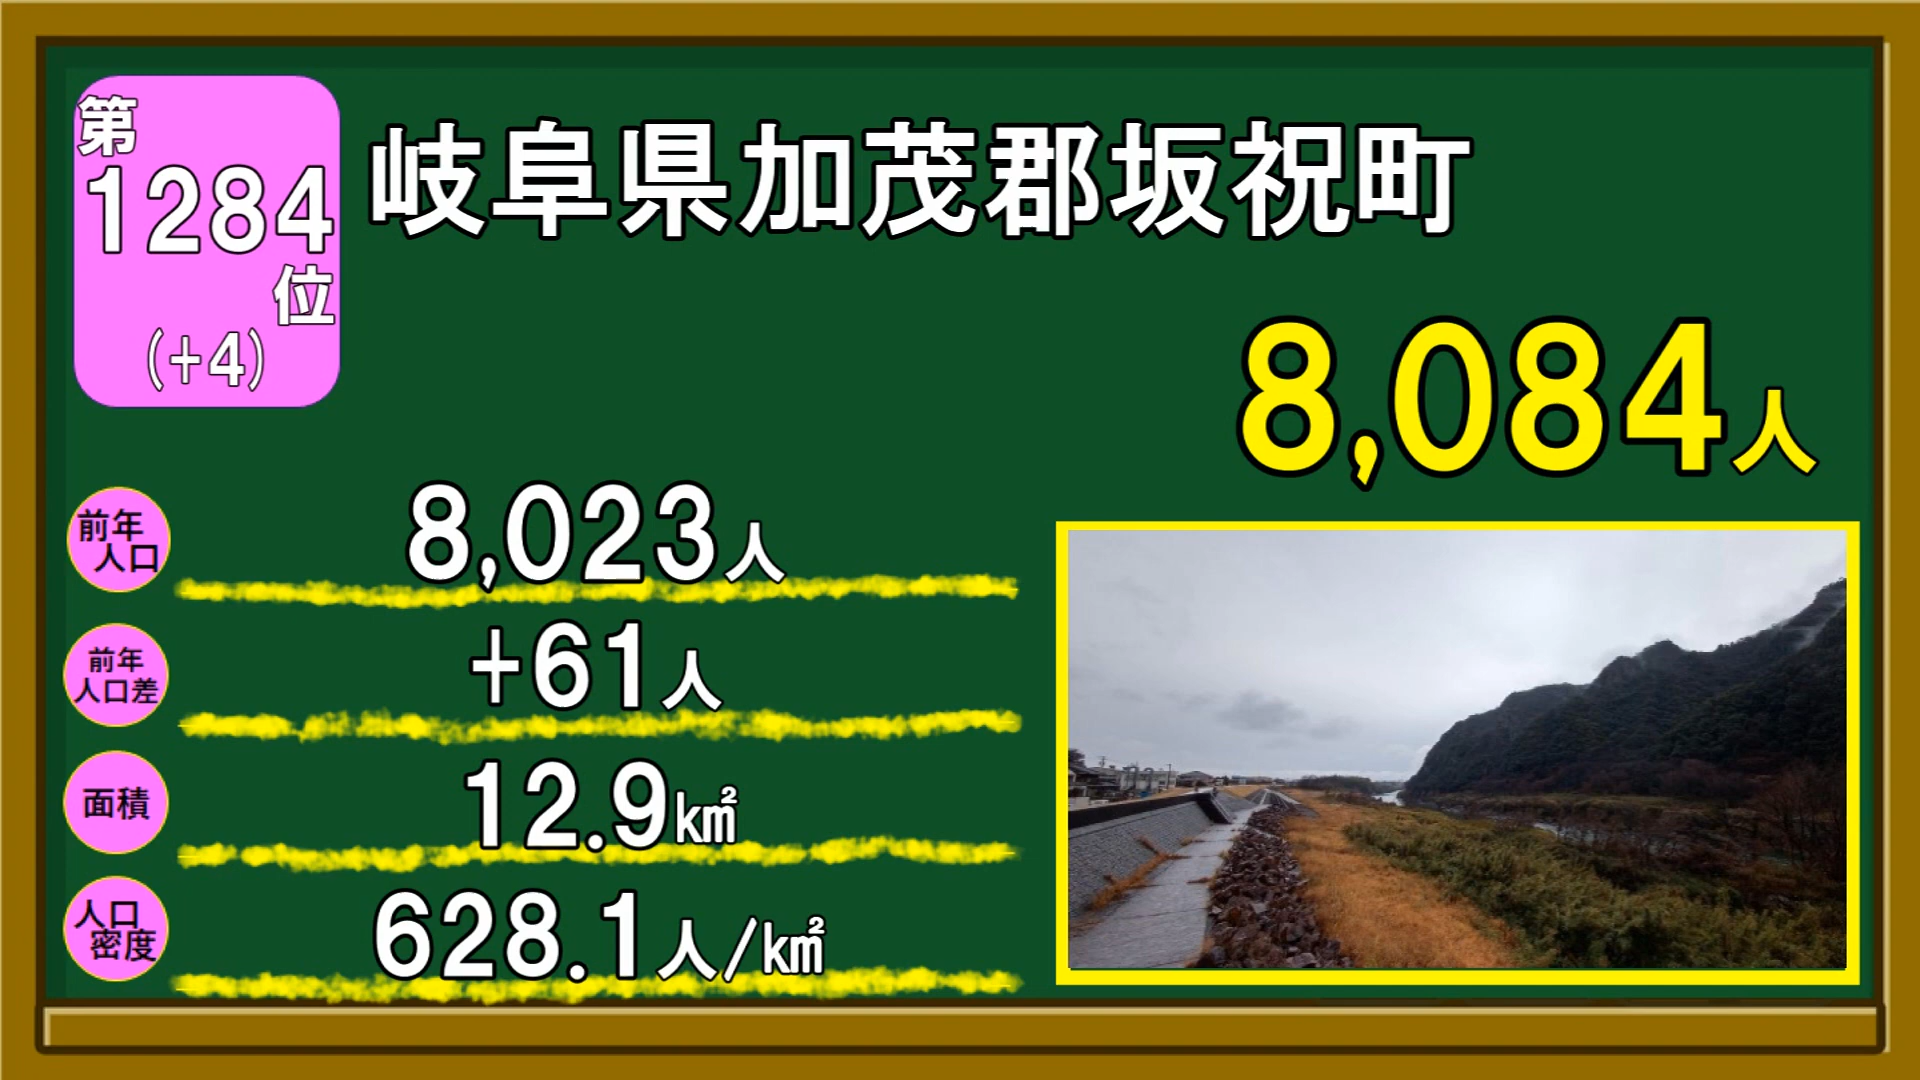 第
1284
位
(+4)
岐阜県加茂郡坂祝町
8,084人
前年
人口
8,023人
前年
人口差
+61人
面積
12.9㎢
人口
密度
628.1人/㎢